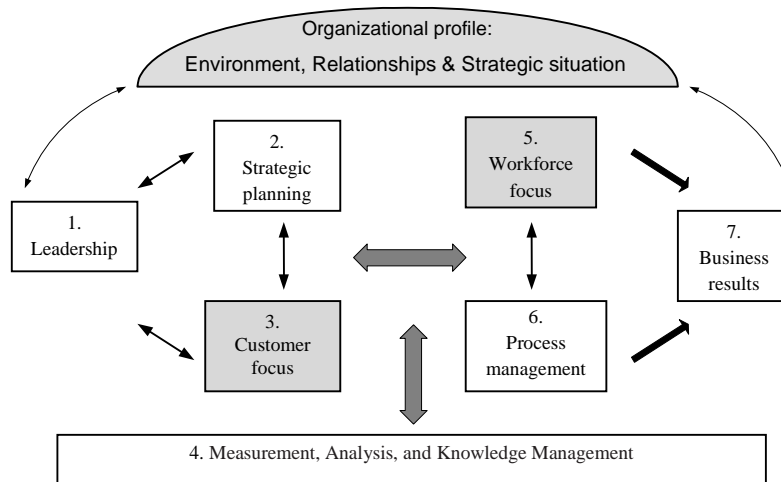 Organizational profile:
Environment, Relationships & Strategic situation
1.
Leadership
2.
Strategic
planning
3.
Customer
focus
5.
Workforce
focus
6.
Process
management
7.
Business
results
4. Measurement, Analysis, and Knowledge Management